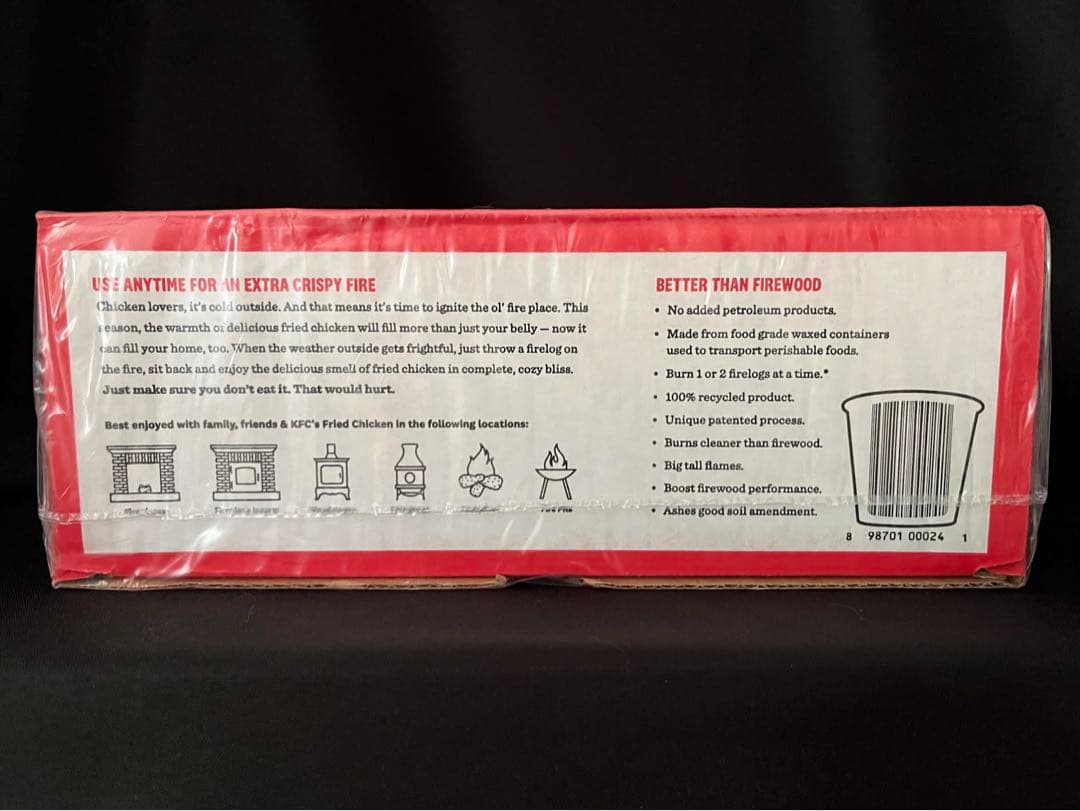 USE ANYTIME FOR AN EXTRA CRISPY FIRE
Chicken lovers, it's cold outside. And that means it's time to ignite the ol' fire place. This
season, the warmth of delicious fried chicken will fill more than just your belly — now it
can fill your home, too. When the weather outside gets frightful, just throw a firelog on
the fire, sit back and enjoy the delicious smell of fried chicken in complete, cozy bliss.
Just make sure you don't eat it. That would hurt.
Best enjoyed with family, friends & KFC's Fried Chicken in the following locations:
BETTER THAN FIREWOOD
• No added petroleum products.
• Made from food grade waxed containers
used to transport perishable foods.
• Burn 1 or 2 firelogs at a time.*
• 100% recycled product.
• Unique patented process.
• Burns cleaner than firewood.
• Big tall flames.
• Boost firewood performance.
• Ashes good soil amendment.
8 98701 00024 1